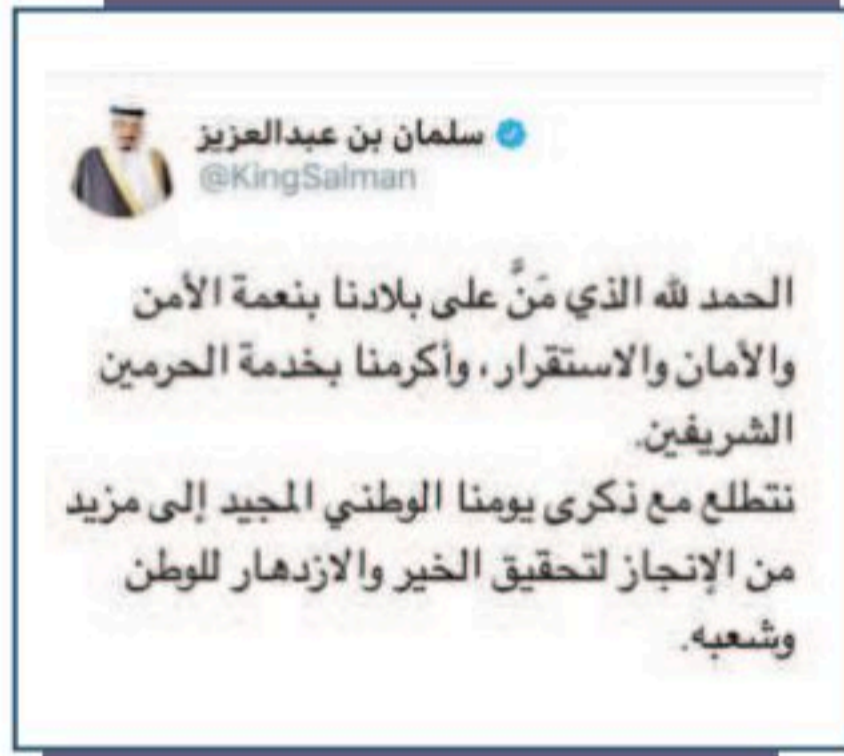 سلمان بن عبدالعزيز
@KingSalman
الحمد لله الذي مَنَّ على بلادنا بنعمة الأمن
والأمان والاستقرار، وأكرمنا بخدمة الحرمين
الشريفين.
نتطلع مع ذكرى يومنا الوطني المجيد إلى مزيد
من الإنجاز لتحقيق الخير والازدهار للوطن
وشعبه.